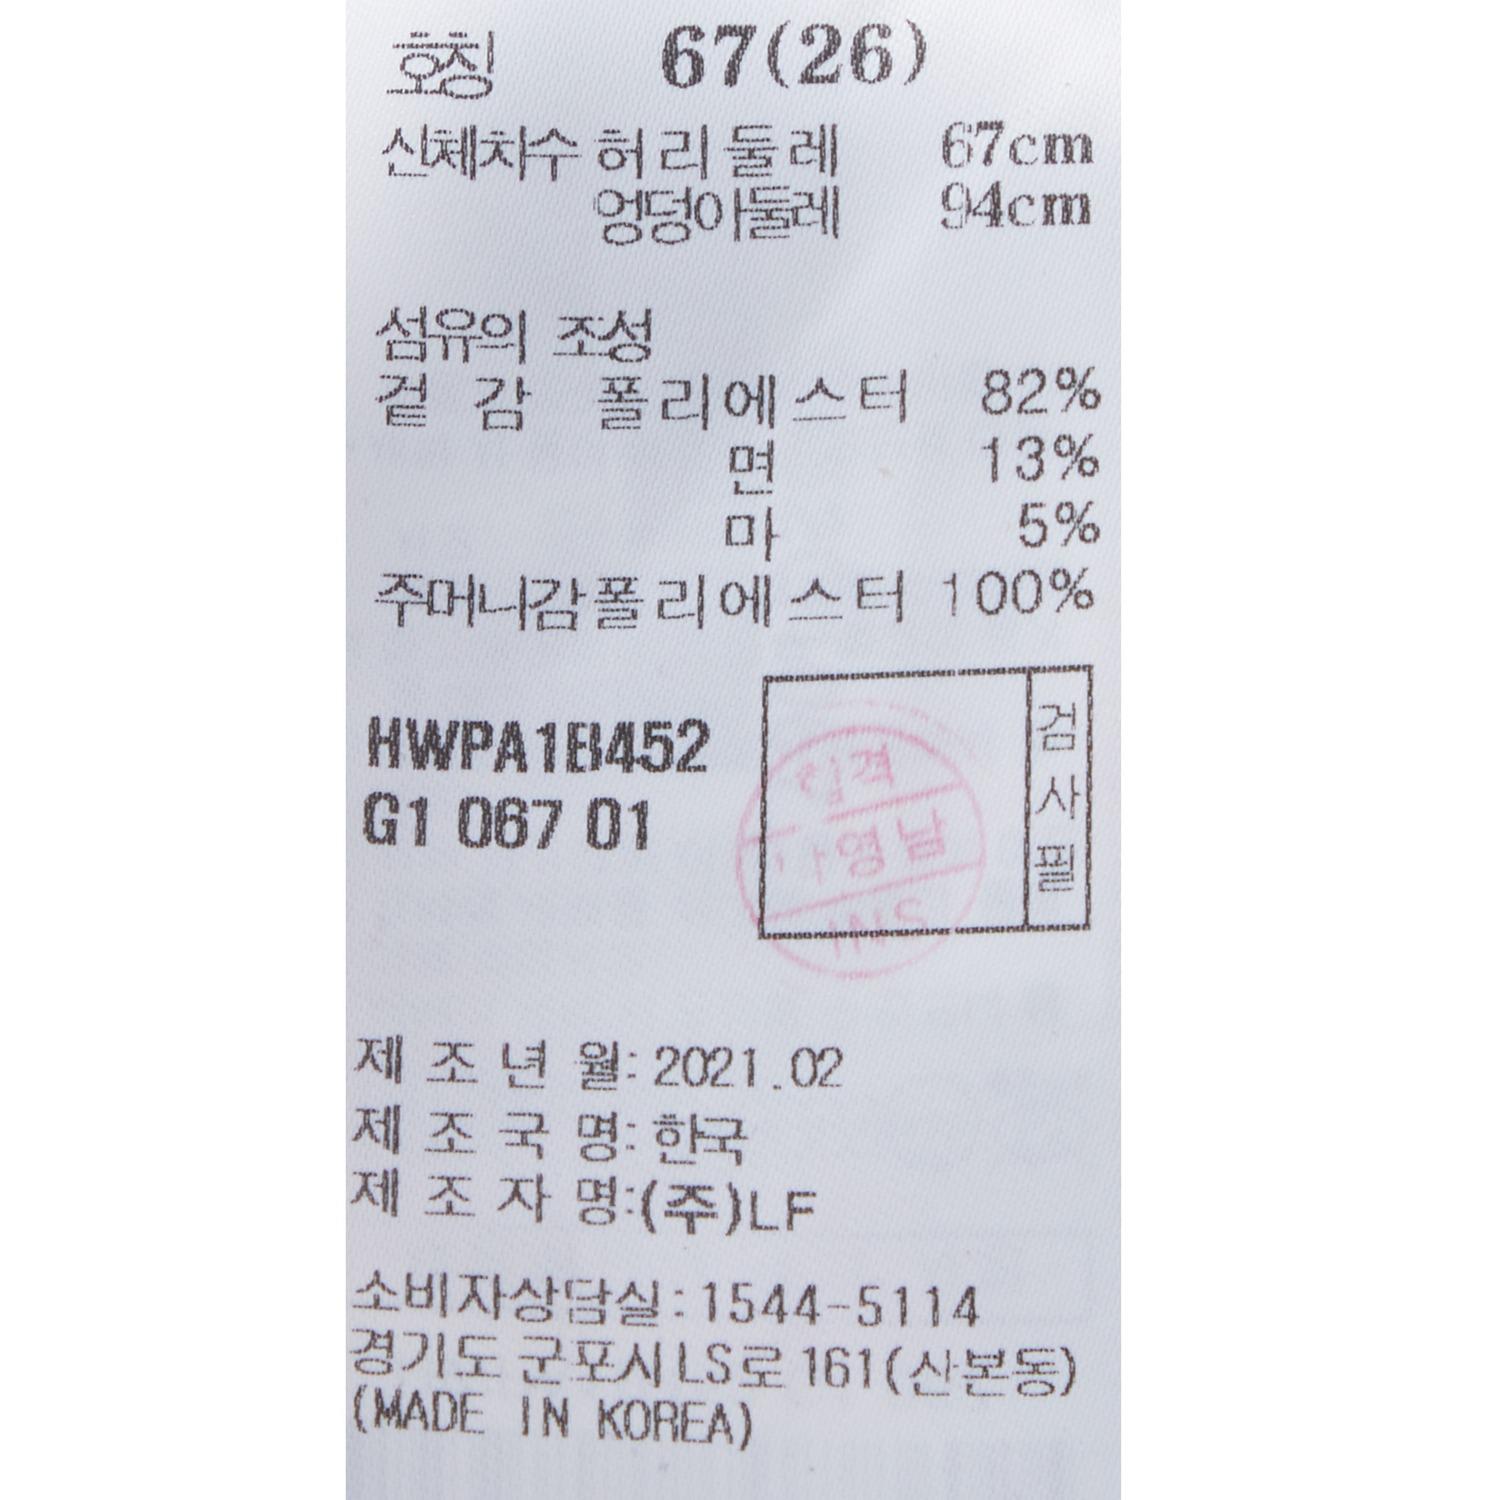 호칭 67(26)
신체치수 허리둘레 67cm
엉덩이둘레 94cm
섬유의 조성
겉 감 폴리에스터 82%
면 13%
마 5%
주머니감 폴리에스터 100%
HWPA1B452
G1 067 01
검사필
합격
영남
INS
제조년월: 2021.02
제조국명: 한국
제조자명:(주)LF
소비자상담실:1544-5114
경기도 군포시 LS로 161(산본동)
(MADE IN KOREA)